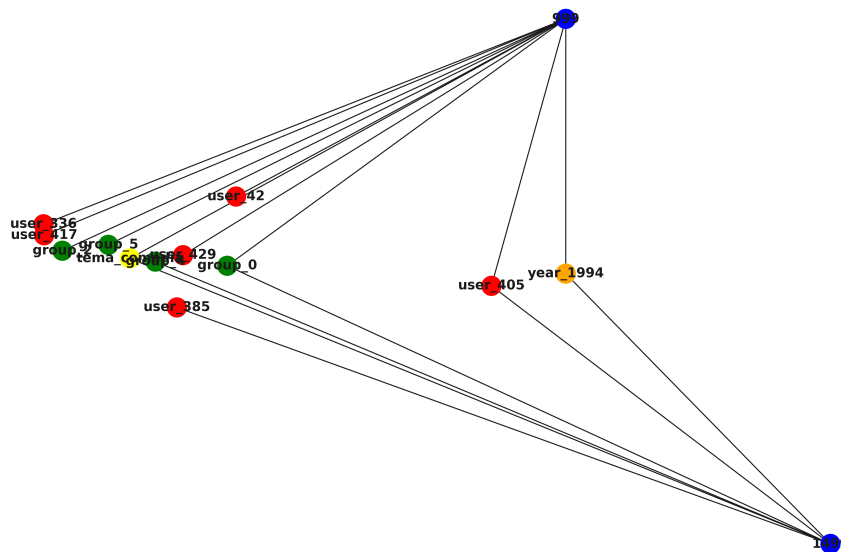 999
user_42
user_336
user_417
group_5
group_2
user_429
group_0
year_1994
user_405
user_385